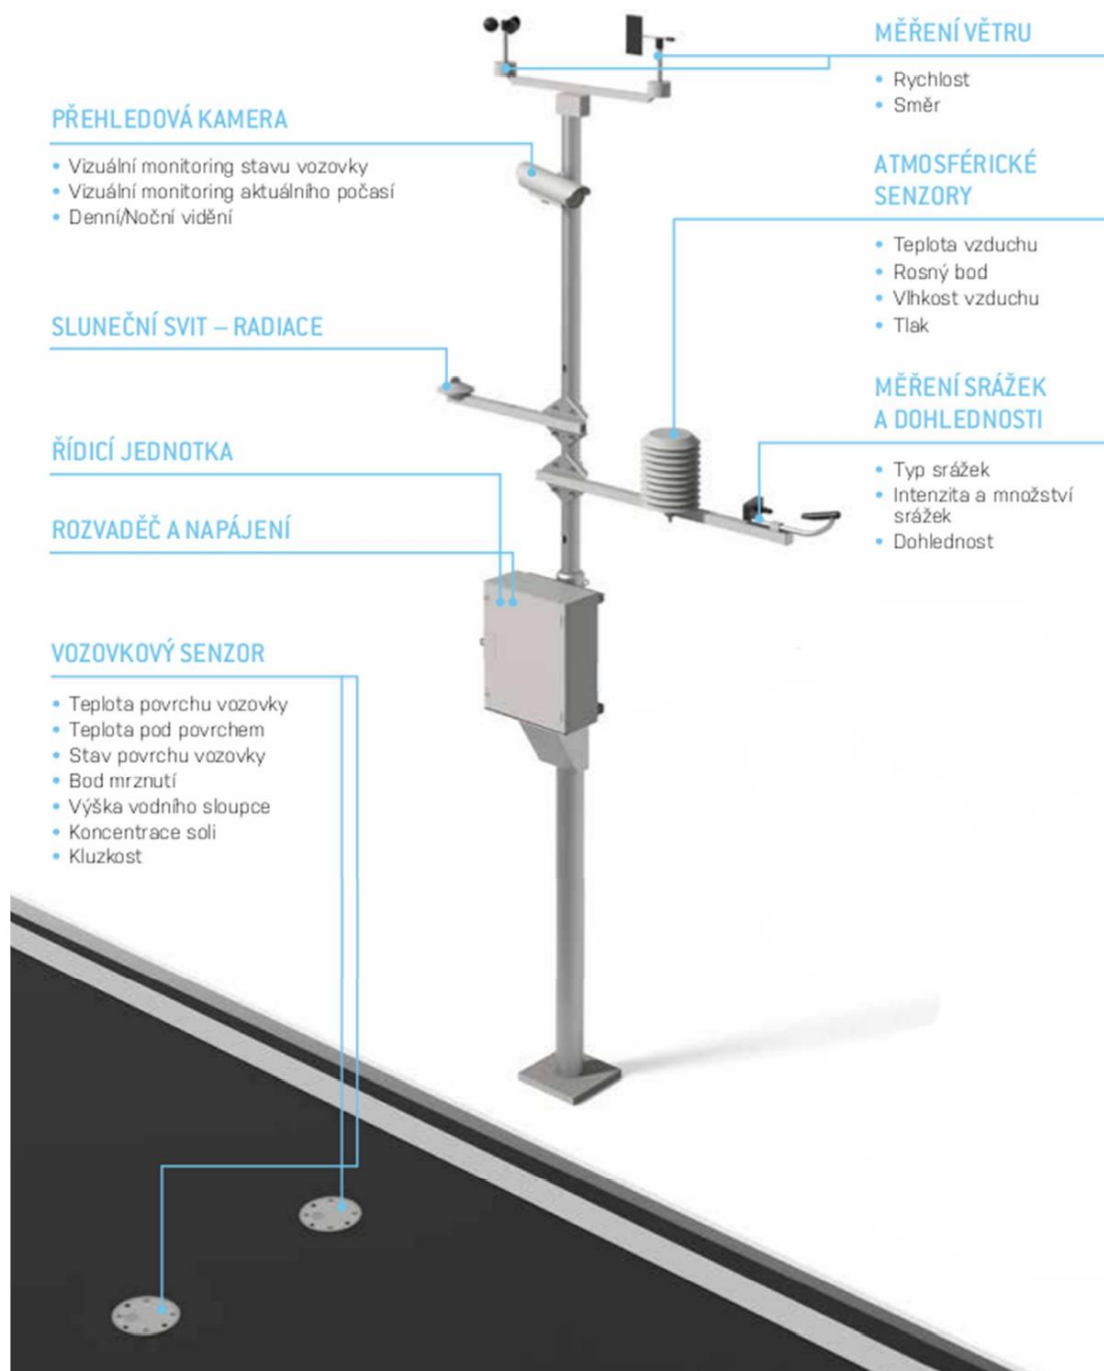 MĚŘENÍ VĚTRU
• Rychlost
• Směr
PŘEHLEDOVÁ KAMERA
• Vizuální monitoring stavu vozovky
• Vizuální monitoring aktuálního počasí
• Denní/Noční vidění
ATMOSFÉRICKÉ
SENZORY
• Teplota vzduchu
• Rosný bod
• Vlhkost vzduchu
• Tlak
SLUNEČNÍ SVIT – RADIACE
MĚŘENÍ SRÁŽEK
A DOHLEDNOSTI
• Typ srážek
• Intenzita a množství
srážek
• Dohlednost
ŘÍDICÍ JEDNOTKA
ROZVADĚČ A NAPÁJENÍ
VOZOVKOVÝ SENZOR
• Teplota povrchu vozovky
• Teplota pod povrchem
• Stav povrchu vozovky
• Bod mrznutí
• Výška vodního sloupce
• Koncentrace soli
• Kluzkost